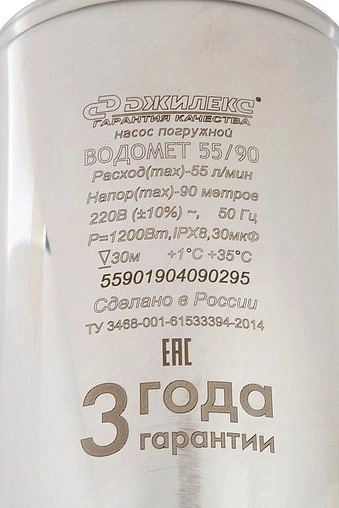 ДЖИЛЕКС®
ГАРАНТИЯ КАЧЕСТВА
насос погружной
ВОДОМЕТ 55/90
Расход(max)-55 л/мин
Напор(max)-90 метров
220В (±10%) ~, 50 Гц
P=1200Вт,IPX8,30мкФ
30м +1°C +35°C
55901904090295
Сделано в России
ТУ 3468-001-61533394-2014
EAC
3 года
гарантии